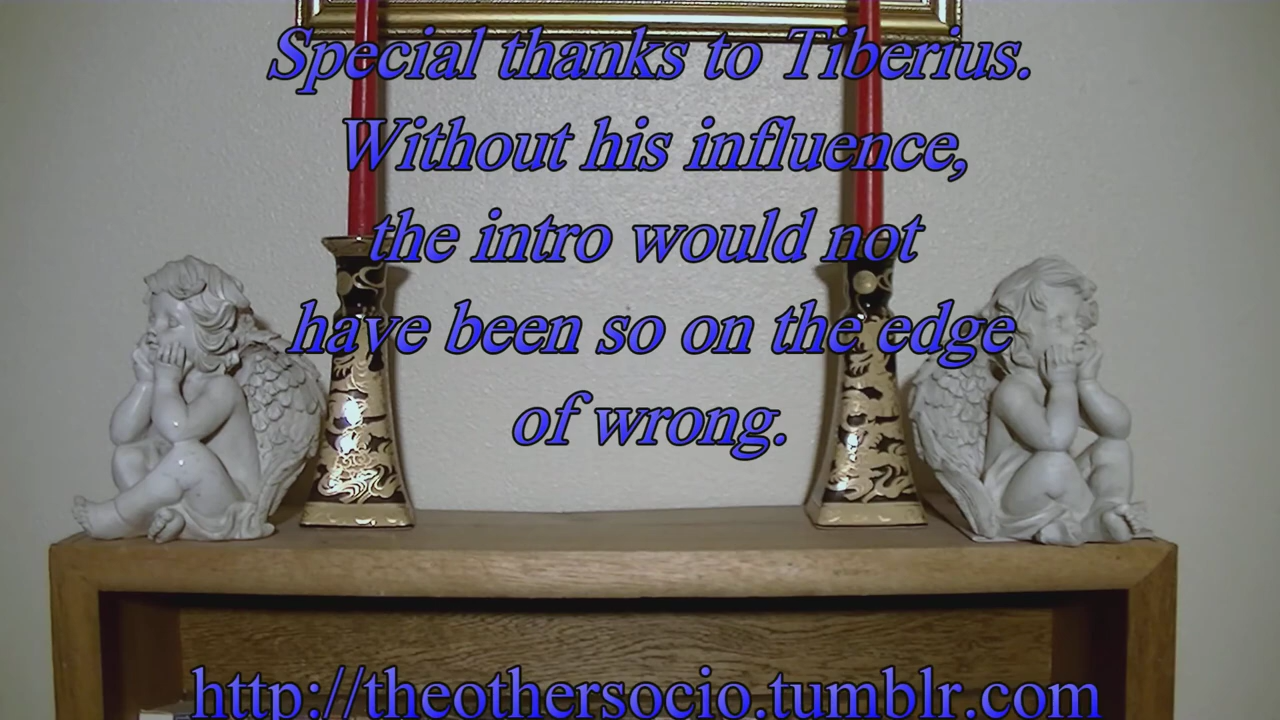 Special thanks to Tiberius.
Without his influence,
the intro would not
have been so on the edge
of wrong.
http://theothersocio.tumblr.com